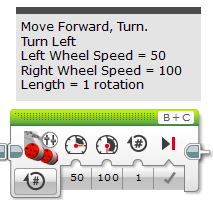 Move Forward, Turn.
Turn Left
Left Wheel Speed = 50
Right Wheel Speed = 100
Length = 1 rotation
B + C
#
# 50 100 1